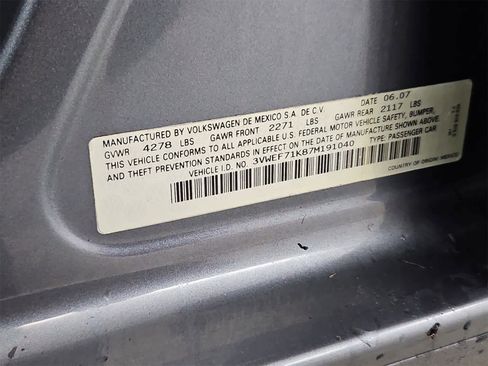 MANUFACTURED BY VOLKSWAGEN DE MEXICO S.A. DE C.V. DATE 06.07
GVWR 4278 LBS GAWR FRONT 2271 LBS GAWR REAR 2117 LBS
THIS VEHICLE CONFORMS TO ALL APPLICABLE U.S. FEDERAL MOTOR VEHICLE SAFETY, BUMPER,
AND THEFT PREVENTION STANDARDS IN EFFECT ON THE DATE OF MANUFACTURE SHOWN ABOVE.
VEHICLE I.D. NO. 3VWEF71K87M191040 TYPE: PASSENGER CAR
COUNTRY OF ORIGIN: MEXICO